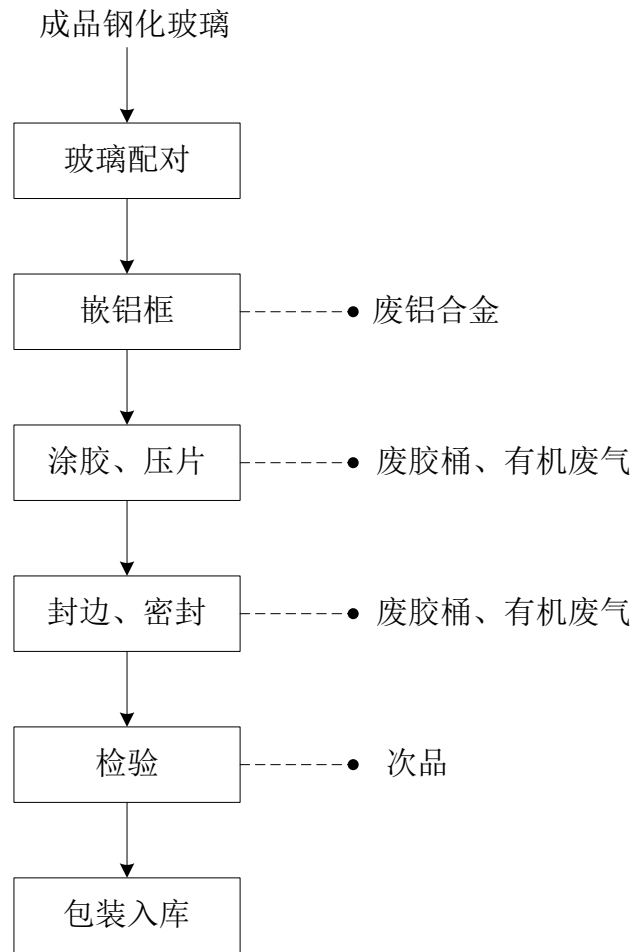 成品钢化玻璃
玻璃配对
嵌铝框
废铝合金
涂胶、压片
废胶桶、有机废气
封边、密封
废胶桶、有机废气
检验
次品
包装入库